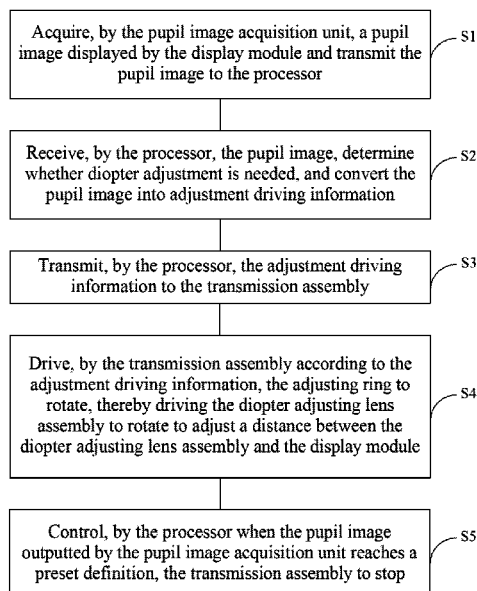 Acquire, by the pupil image acquisition unit, a pupil
image displayed by the display module and transmit the
pupil image to the processor
S1
Receive, by the processor, the pupil image, determine
whether diopter adjustment is needed, and convert the
pupil image into adjustment driving information
S2
Transmit, by the processor, the adjustment driving
information to the transmission assembly
S3
Drive, by the transmission assembly according to the
adjustment driving information, the adjusting ring to
rotate, thereby driving the diopter adjusting lens
assembly to rotate to adjust a distance between the
diopter adjusting lens assembly and the display module
S4
Control, by the processor when the pupil image
outputted by the pupil image acquisition unit reaches a
preset definition, the transmission assembly to stop
S5